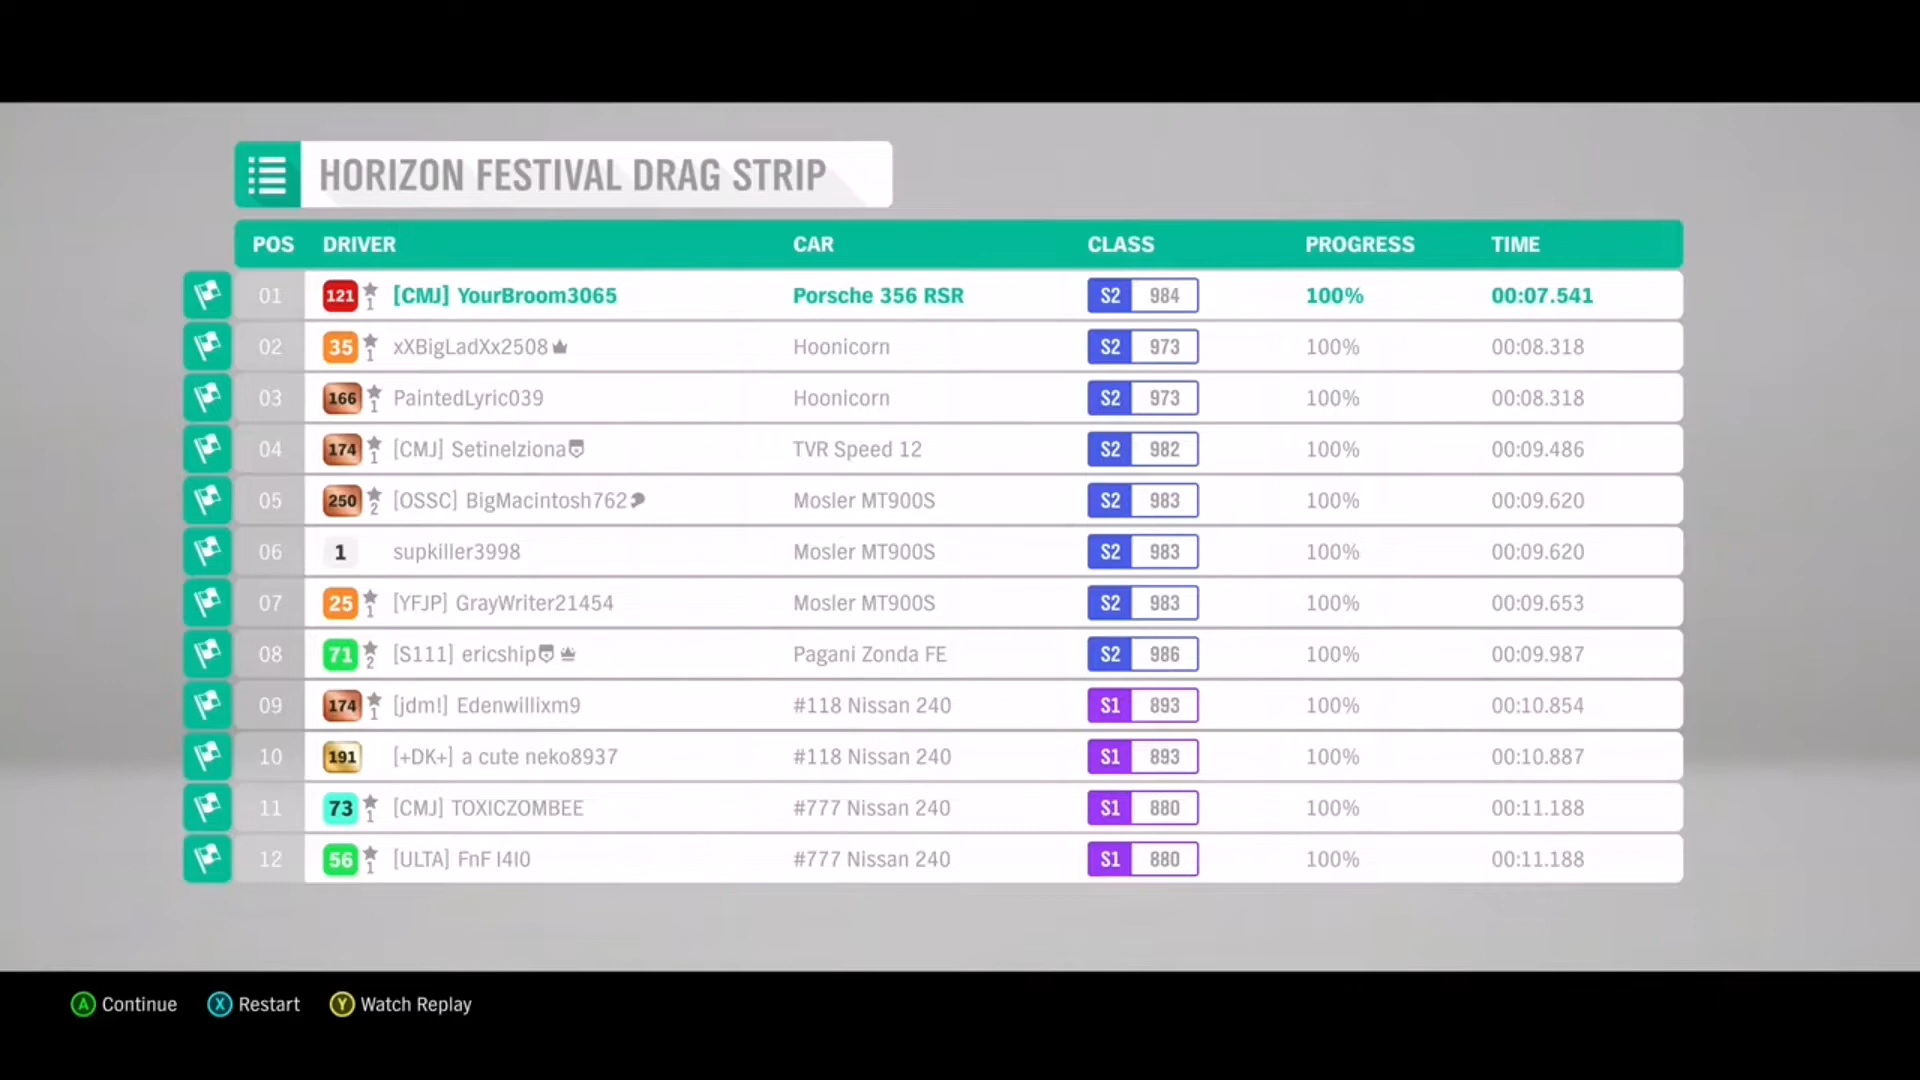 HORIZON FESTIVAL DRAG STRIP
POS DRIVER CAR CLASS PROGRESS TIME
01 121 1 [CMJ] YourBroom3065 Porsche 356 RSR S2 984 100% 00:07.541
02 35 1 xXBigLadXx2508 Hoonicorn S2 973 100% 00:08.318
03 166 1 PaintedLyric039 Hoonicorn S2 973 100% 00:08.318
04 174 1 [CMJ] Setinelziona TVR Speed 12 S2 982 100% 00:09.486
05 250 2 [OSSC] BigMacintosh762 Mosler MT900S S2 983 100% 00:09.620
06 1 supkiller3998 Mosler MT900S S2 983 100% 00:09.620
07 25 1 [YFJP] GrayWriter21454 Mosler MT900S S2 983 100% 00:09.653
08 71 2 [S111] ericship Pagani Zonda FE S2 986 100% 00:09.987
09 174 1 [jdm!] Edenwillixm9 #118 Nissan 240 S1 893 100% 00:10.854
10 191 [+DK+] a cute neko8937 #118 Nissan 240 S1 893 100% 00:10.887
11 73 1 [CMJ] TOXICZOMBEE #777 Nissan 240 S1 880 100% 00:11.188
12 56 1 [ULTA] FnF I4I0 #777 Nissan 240 S1 880 100% 00:11.188
A Continue X Restart Y Watch Replay